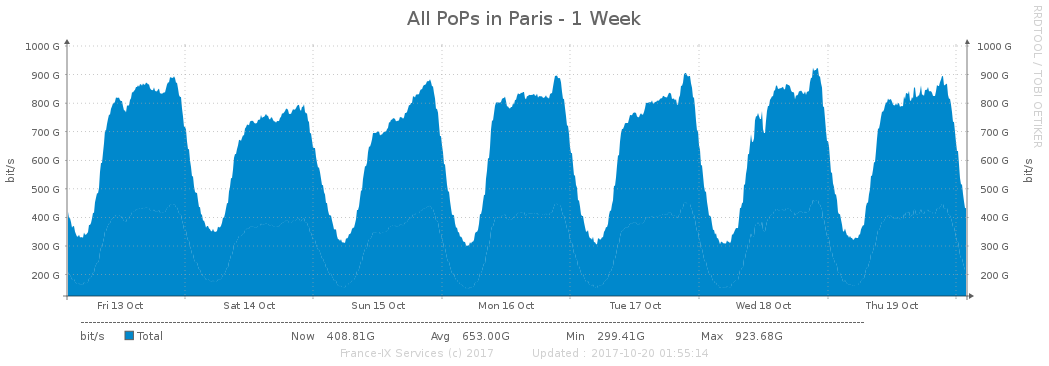 All PoPs in Paris - 1 Week
RRDTOOL / TOBI OETIKER
1000 G 1000 G
900 G 900 G
800 G 800 G
700 G 700 G
600 G 600 G
500 G 500 G
400 G 400 G
300 G 300 G
200 G 200 G
bit/s bit/s
Fri 13 Oct Sat 14 Oct Sun 15 Oct Mon 16 Oct Tue 17 Oct Wed 18 Oct Thu 19 Oct
bit/s Total Now 408.81G Avg 653.00G Min 299.41G Max 923.68G
France-IX Services (c) 2017 Updated : 2017-10-20 01:55:14